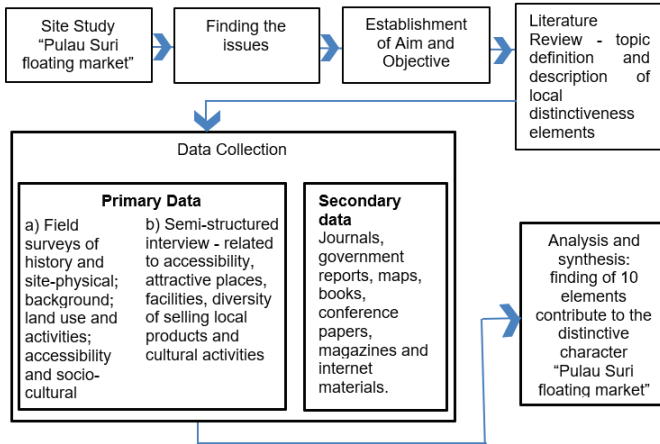 Site Study
“Pulau Suri
floating market”
Finding the
issues
Establishment
of Aim and
Objective
Literature
Review - topic
definition and
description of
local
distinctiveness
elements
Data Collection
Primary Data
a) Field
surveys of
history and
site-physical;
background;
land use and
activities;
accessibility
and socio-
cultural
b) Semi-structured
interview - related
to accessibility,
attractive places,
facilities, diversity
of selling local
products and
cultural activities
Secondary
data
Journals,
government
reports, maps,
books,
conference
papers,
magazines and
internet
materials.
Analysis and
synthesis:
finding of 10
elements
contribute to the
distinctive
character
“Pulau Suri
floating market”